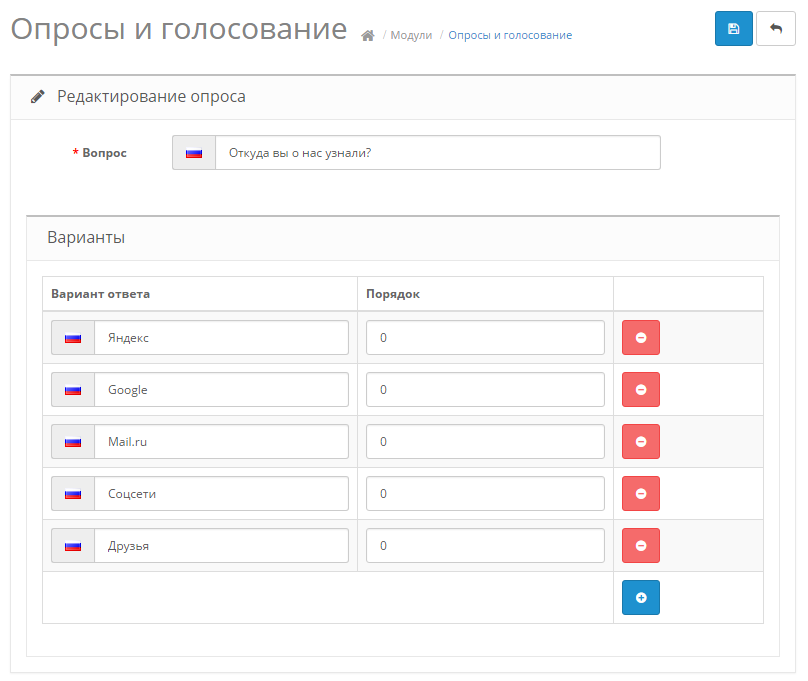 Опросы и голосование / Модули / Опросы и голосование
Редактирование опроса
* Вопрос Откуда вы о нас узнали?
Варианты
Вариант ответа Порядок
Яндекс 0
Google 0
Mail.ru 0
Соцсети 0
Друзья 0